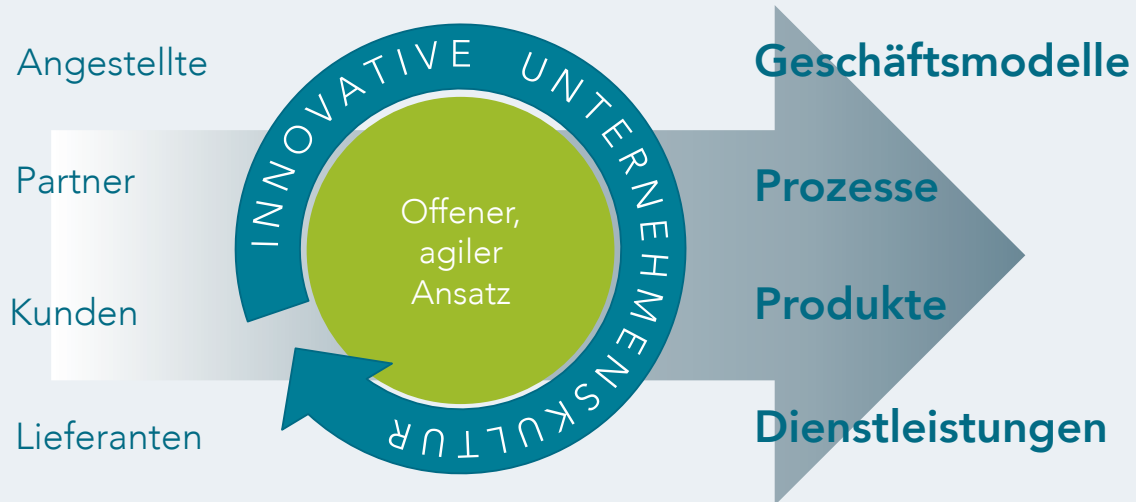 Angestellte
Partner
Kunden
Lieferanten
INNOVATIVE UNTERNEHMENSKULTUR
Offener,
agiler
Ansatz
Geschäftsmodelle
Prozesse
Produkte
Dienstleistungen